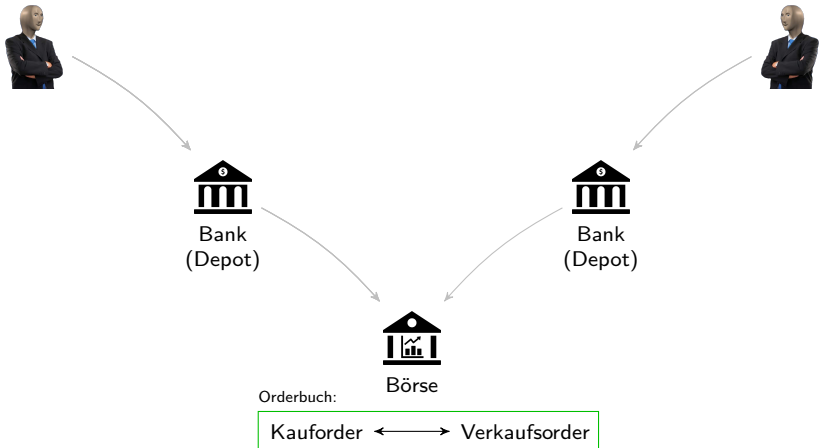 Bank
(Depot)
Bank
(Depot)
Börse
Orderbuch:
Kauforder Verkaufsorder